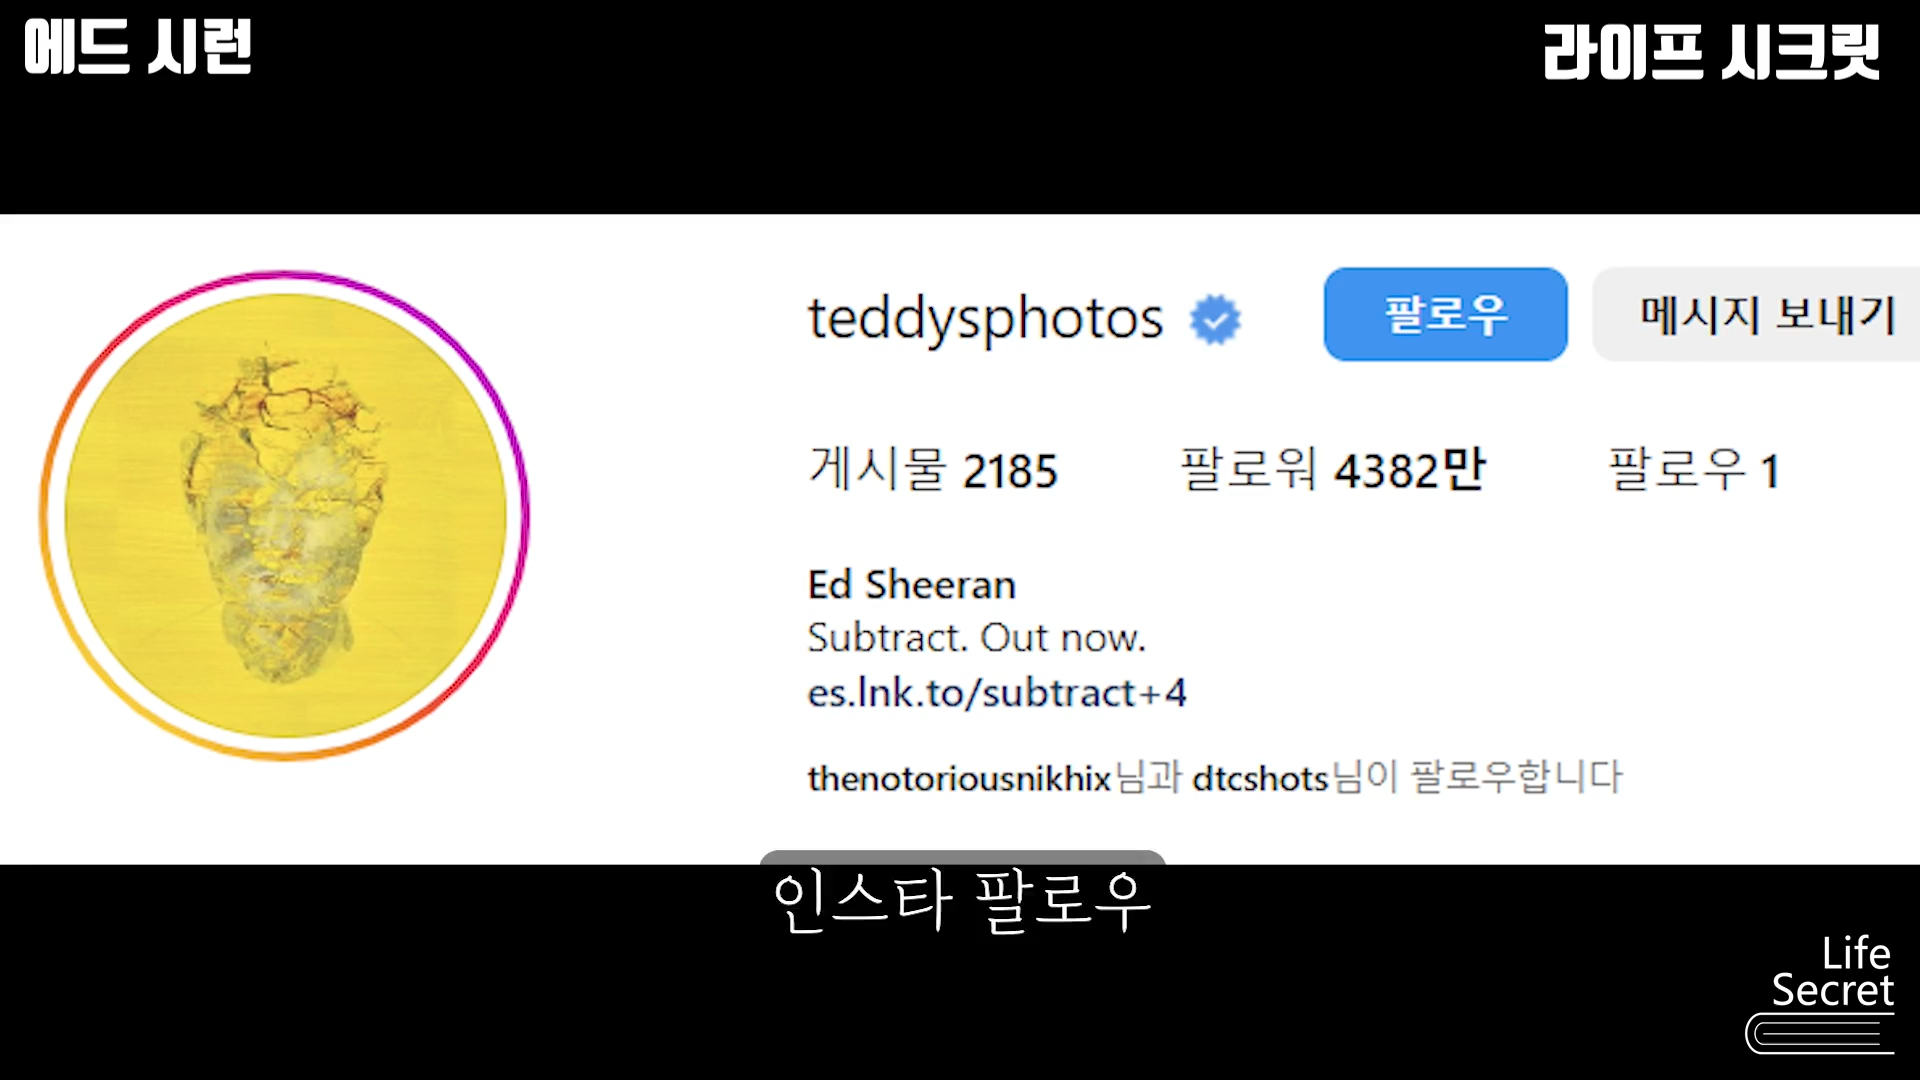 에드 시런
라이프 시크릿
teddysphotos
팔로우
메시지 보내기
게시물 2185
팔로워 4382만
팔로우 1
Ed Sheeran
Subtract. Out now.
es.lnk.to/subtract+4
thenotoriousnikhix님과 dtcshots님이 팔로우합니다
인스타 팔로우
Life
Secret